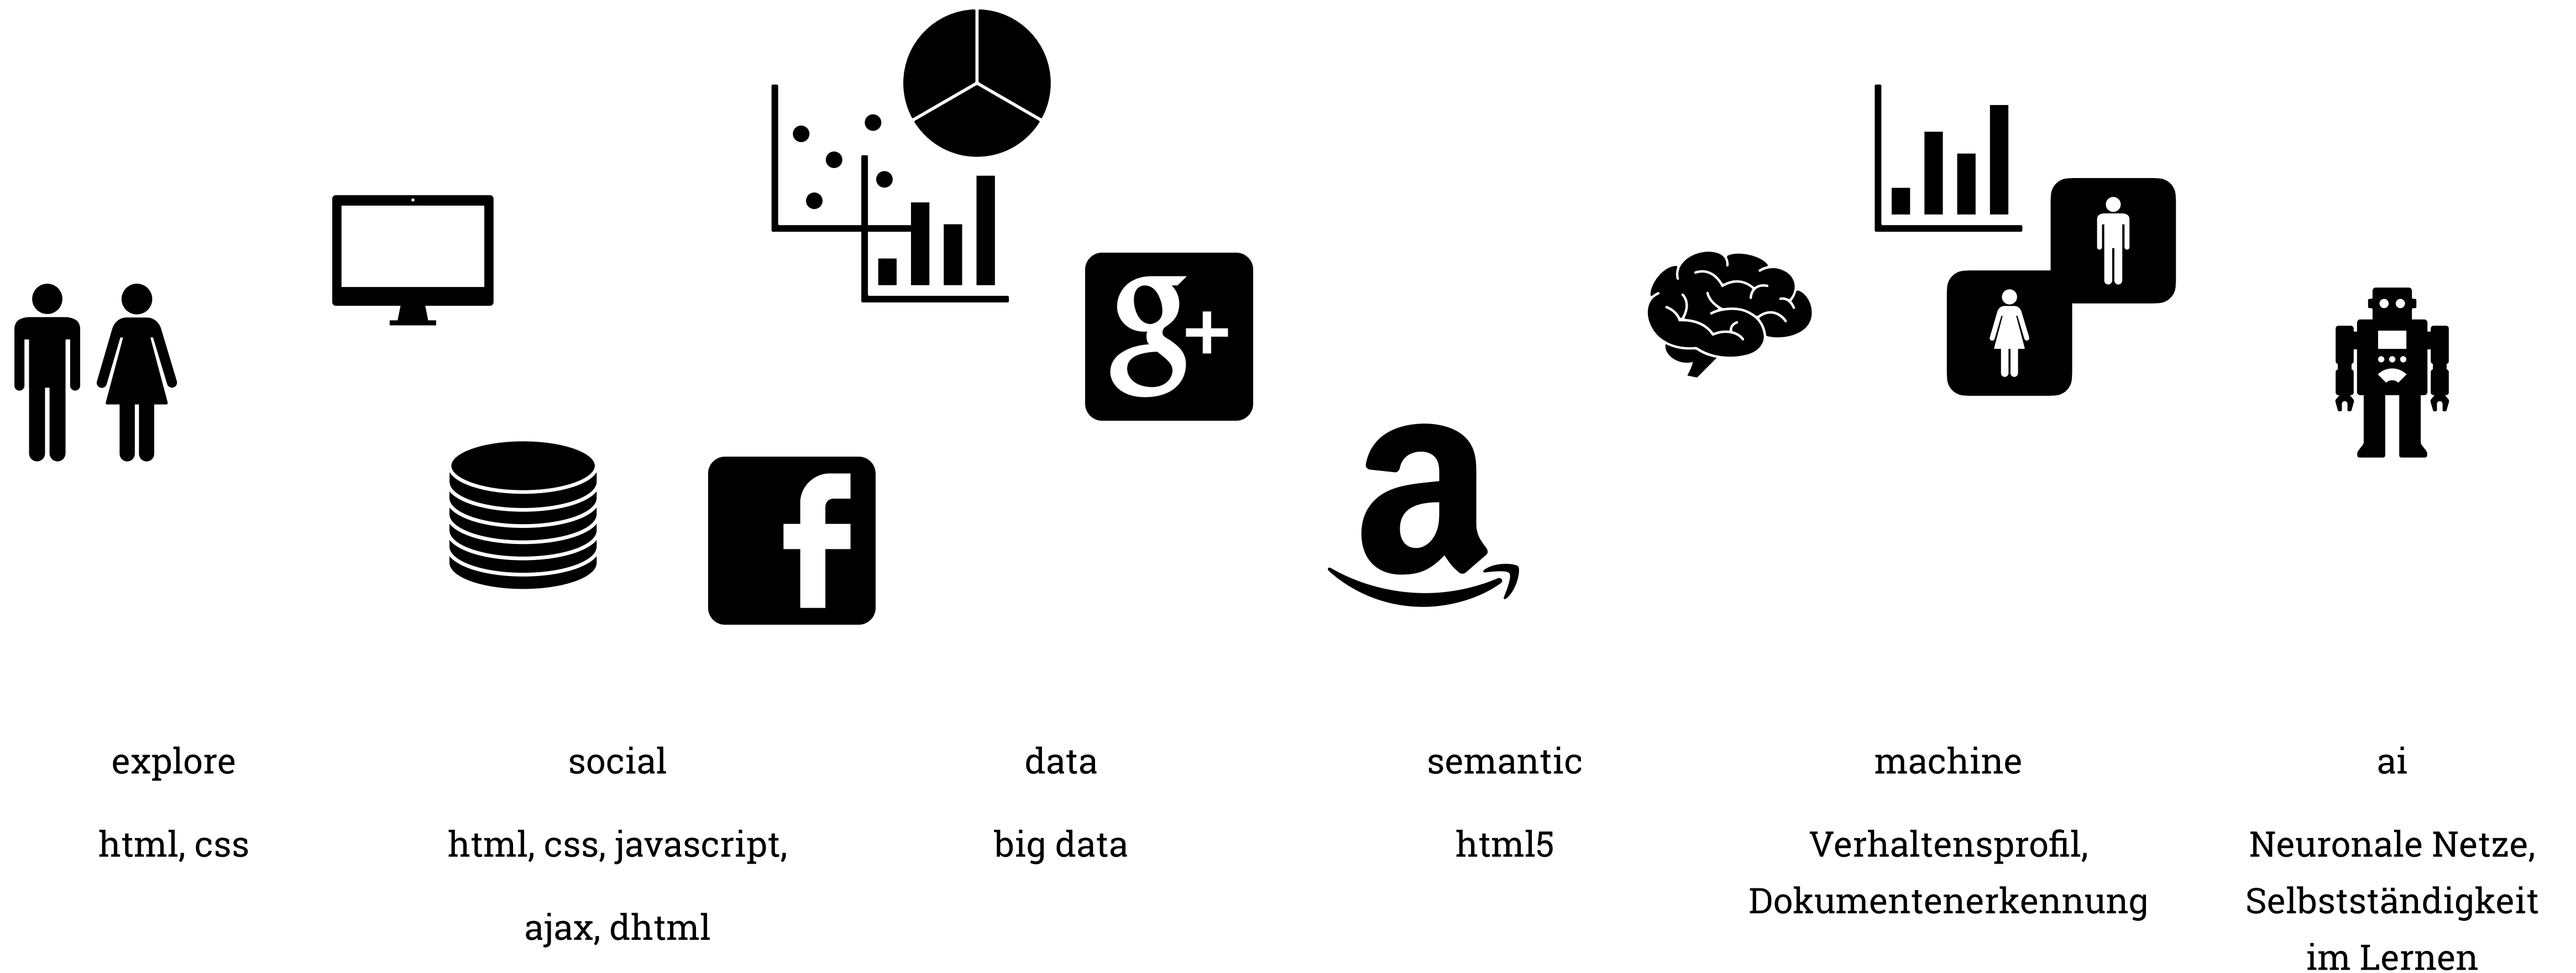 g+
f
a
explore
html, css
social
html, css, javascript,
ajax, dhtml
data
big data
semantic
html5
machine
Verhaltensprofil,
Dokumentenerkennung
ai
Neuronale Netze,
Selbstständigkeit
im Lernen